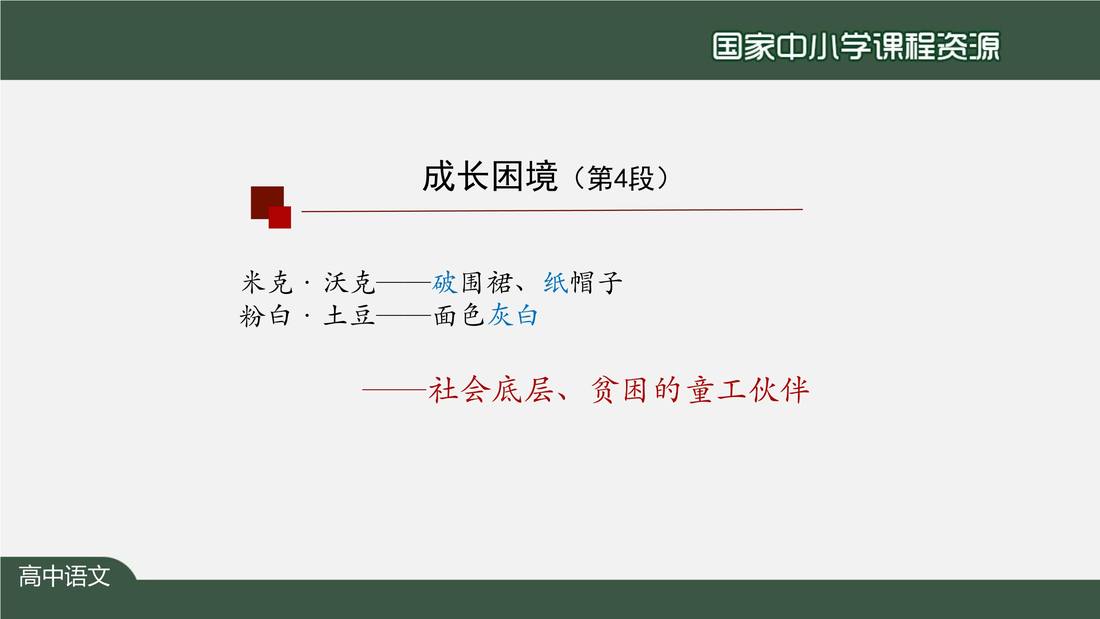 国家中小学课程资源
成长困境（第4段）
米克·沃克——破围裙、纸帽子
粉白·土豆——面色灰白
——社会底层、贫困的童工伙伴
高中语文